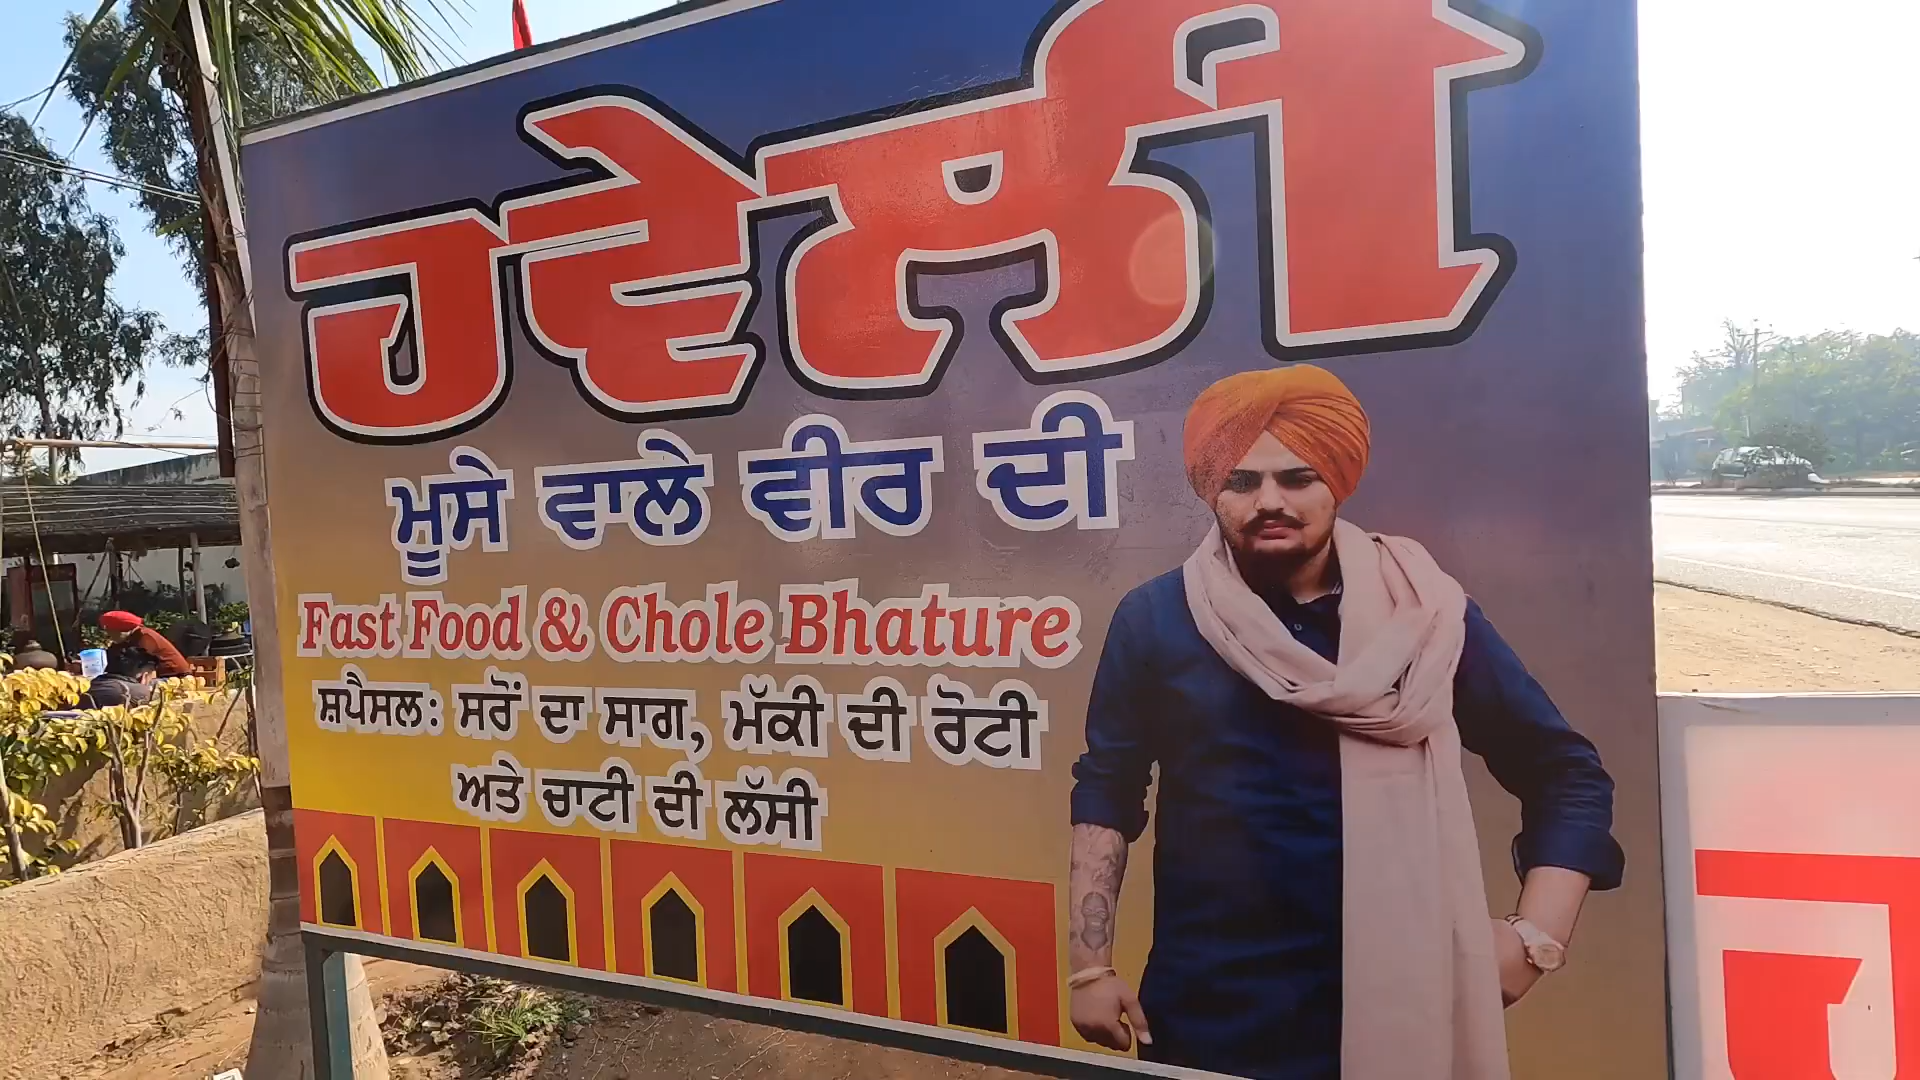 ਹਵੇਲੀ
ਮੂਸੇ ਵਾਲੇ ਵੀਰ ਦੀ
Fast Food & Chole Bhature
ਸ਼ਪੈਸਲ: ਸਰੋਂ ਦਾ ਸਾਗ, ਮੱਕੀ ਦੀ ਰੋਟੀ
ਅਤੇ ਚਾਟੀ ਦੀ ਲੱਸੀ